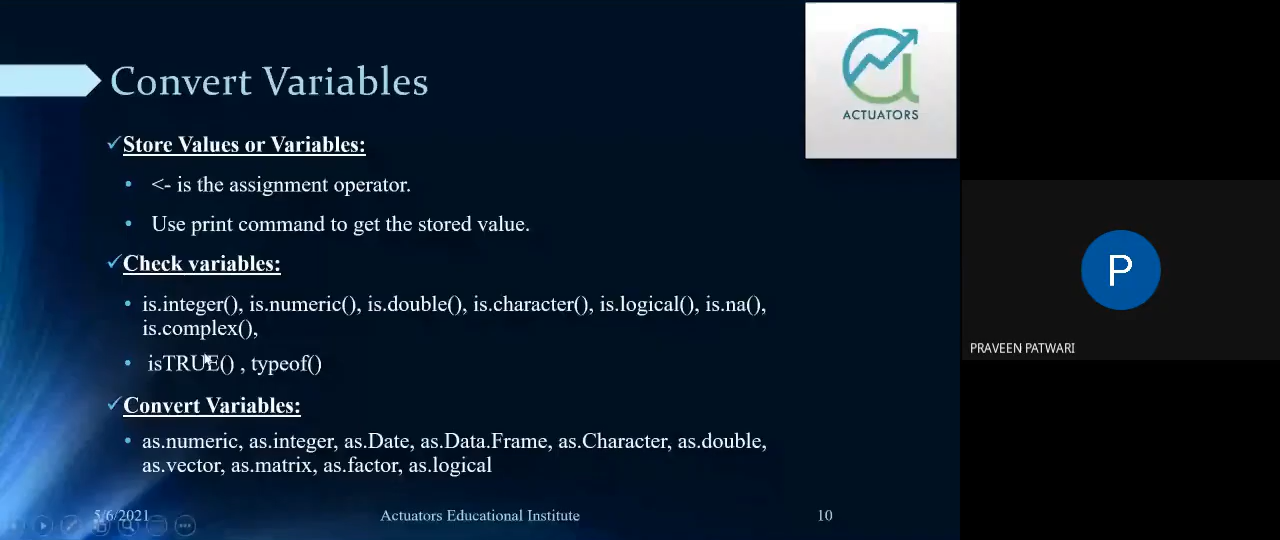 Convert Variables
ACTUATORS
Store Values or Variables:
<- is the assignment operator.
Use print command to get the stored value.
Check variables:
is.integer(), is.numeric(), is.double(), is.character(), is.logical(), is.na(),
is.complex(),
isTRUE() , typeof()
Convert Variables:
as.numeric, as.integer, as.Date, as.Data.Frame, as.Character, as.double,
as.vector, as.matrix, as.factor, as.logical
5/6/2021
Actuators Educational Institute
10
P
PRAVEEN PATWARI